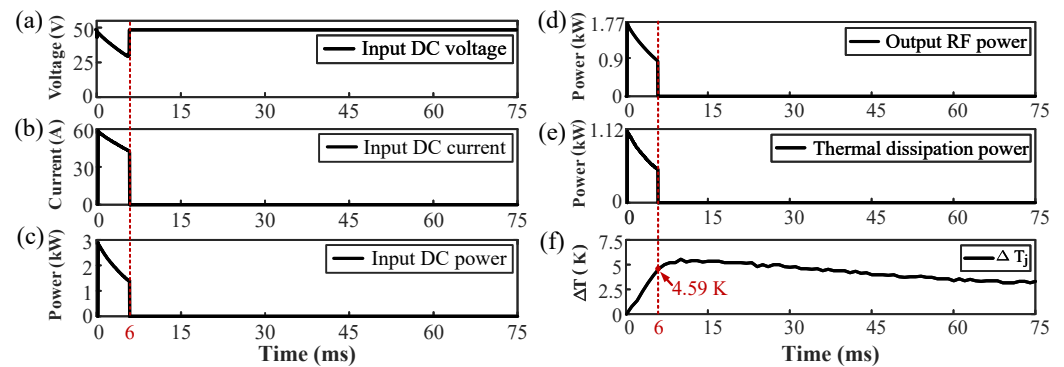 (a)
Voltage (V)
50
25
0
Input DC voltage
0 15 30 45 60 75
(b)
Current (A)
60
30
0
Input DC current
0 15 30 45 60 75
(c)
Power (kW)
3
2
1
0
Input DC power
0 6 15 30 45 60 75
Time (ms)
(d)
Power (kW)
1.77
0.9
0
Output RF power
0 15 30 45 60 75
(e)
Power (kW)
1.12
0
Thermal dissipation power
0 15 30 45 60 75
(f)
ΔT( K)
7.5
5
2.5
0
Δ Tj
4.59 K
0 6 15 30 45 60 75
Time (ms)